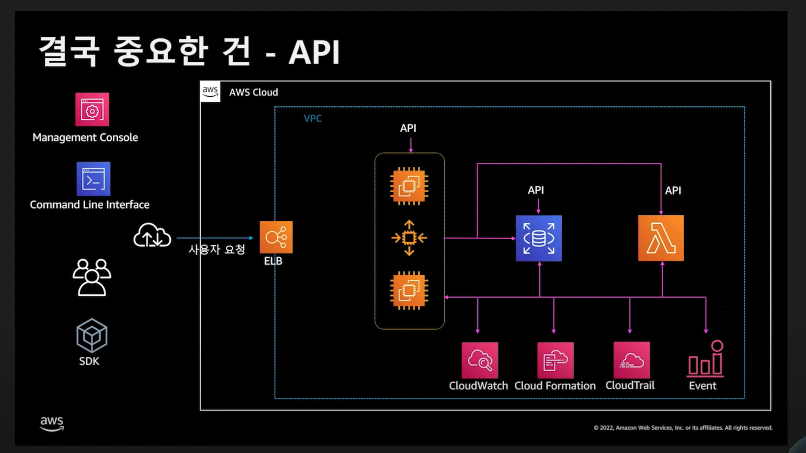 결국 중요한 건 - API
aws
AWS Cloud
Management Console
VPC
API
Command Line Interface
API
API
사용자 요청
ELB
SDK
CloudWatch
Cloud Formation
CloudTrail
Event
aws
© 2022, Amazon Web Services, Inc. or its affiliates. All rights reserved.